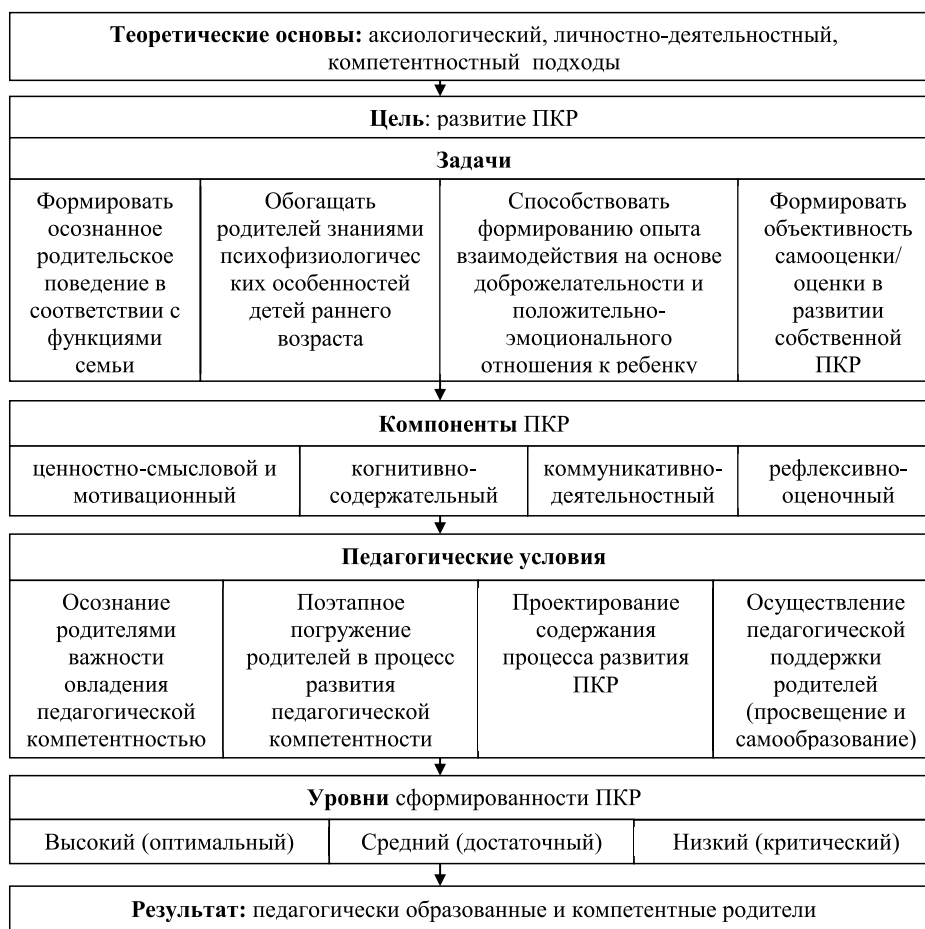 Теоретические основы: аксиологический, личностно-деятельностный,
компетентностный подходы
Цель: развитие ПКР
Задачи
Формировать
осознанное
родительское
поведение в
соответствии с
функциями
семьи
Обогащать
родителей знаниями
психофизиологичес
ких особенностей
детей раннего
возраста
Способствовать
формированию опыта
взаимодействия на основе
доброжелательности и
положительно-
эмоционального
отношения к ребенку
Формировать
объективность
самооценки/
оценки в
развитии
собственной
ПКР
Компоненты ПКР
ценностно-смысловой и
мотивационный
когнитивно-
содержательный
коммуникативно-
деятельностный
рефлексивно-
оценочный
Педагогические условия
Осознание
родителями
важности
овладения
педагогической
компетентностью
Поэтапное
погружение
родителей в процесс
развития
педагогической
компетентности
Проектирование
содержания
процесса развития
ПКР
Осуществление
педагогической
поддержки
родителей
(просвещение и
самообразование)
Уровни сформированности ПКР
Высокий (оптимальный)
Средний (достаточный)
Низкий (критический)
Результат: педагогически образованные и компетентные родители